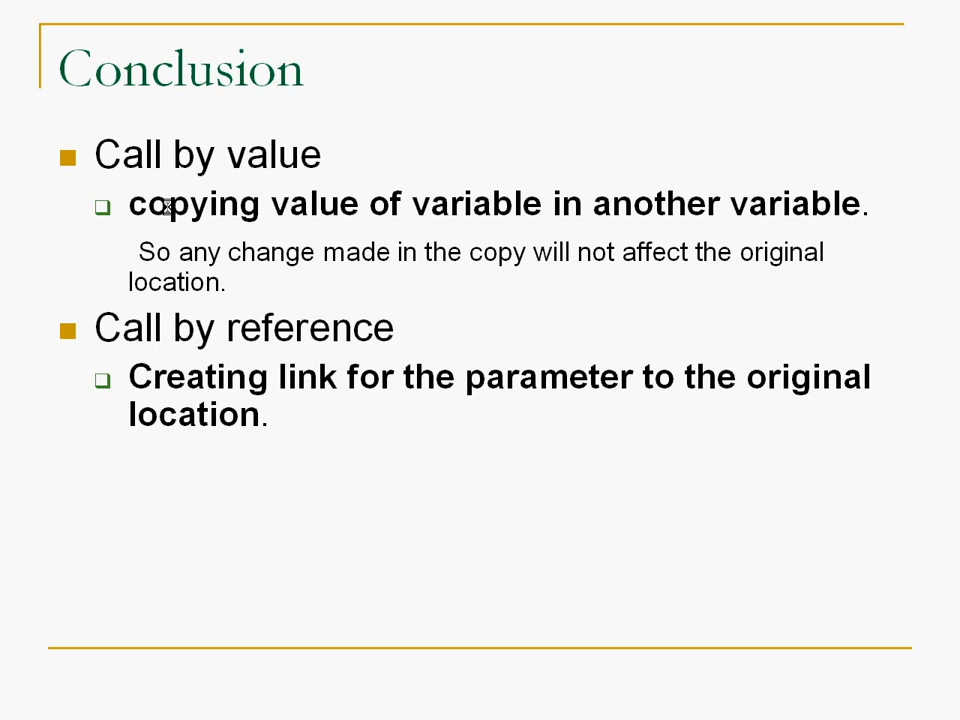 Conclusion
Call by value
copying value of variable in another variable.
So any change made in the copy will not affect the original
location.
Call by reference
Creating link for the parameter to the original
location.